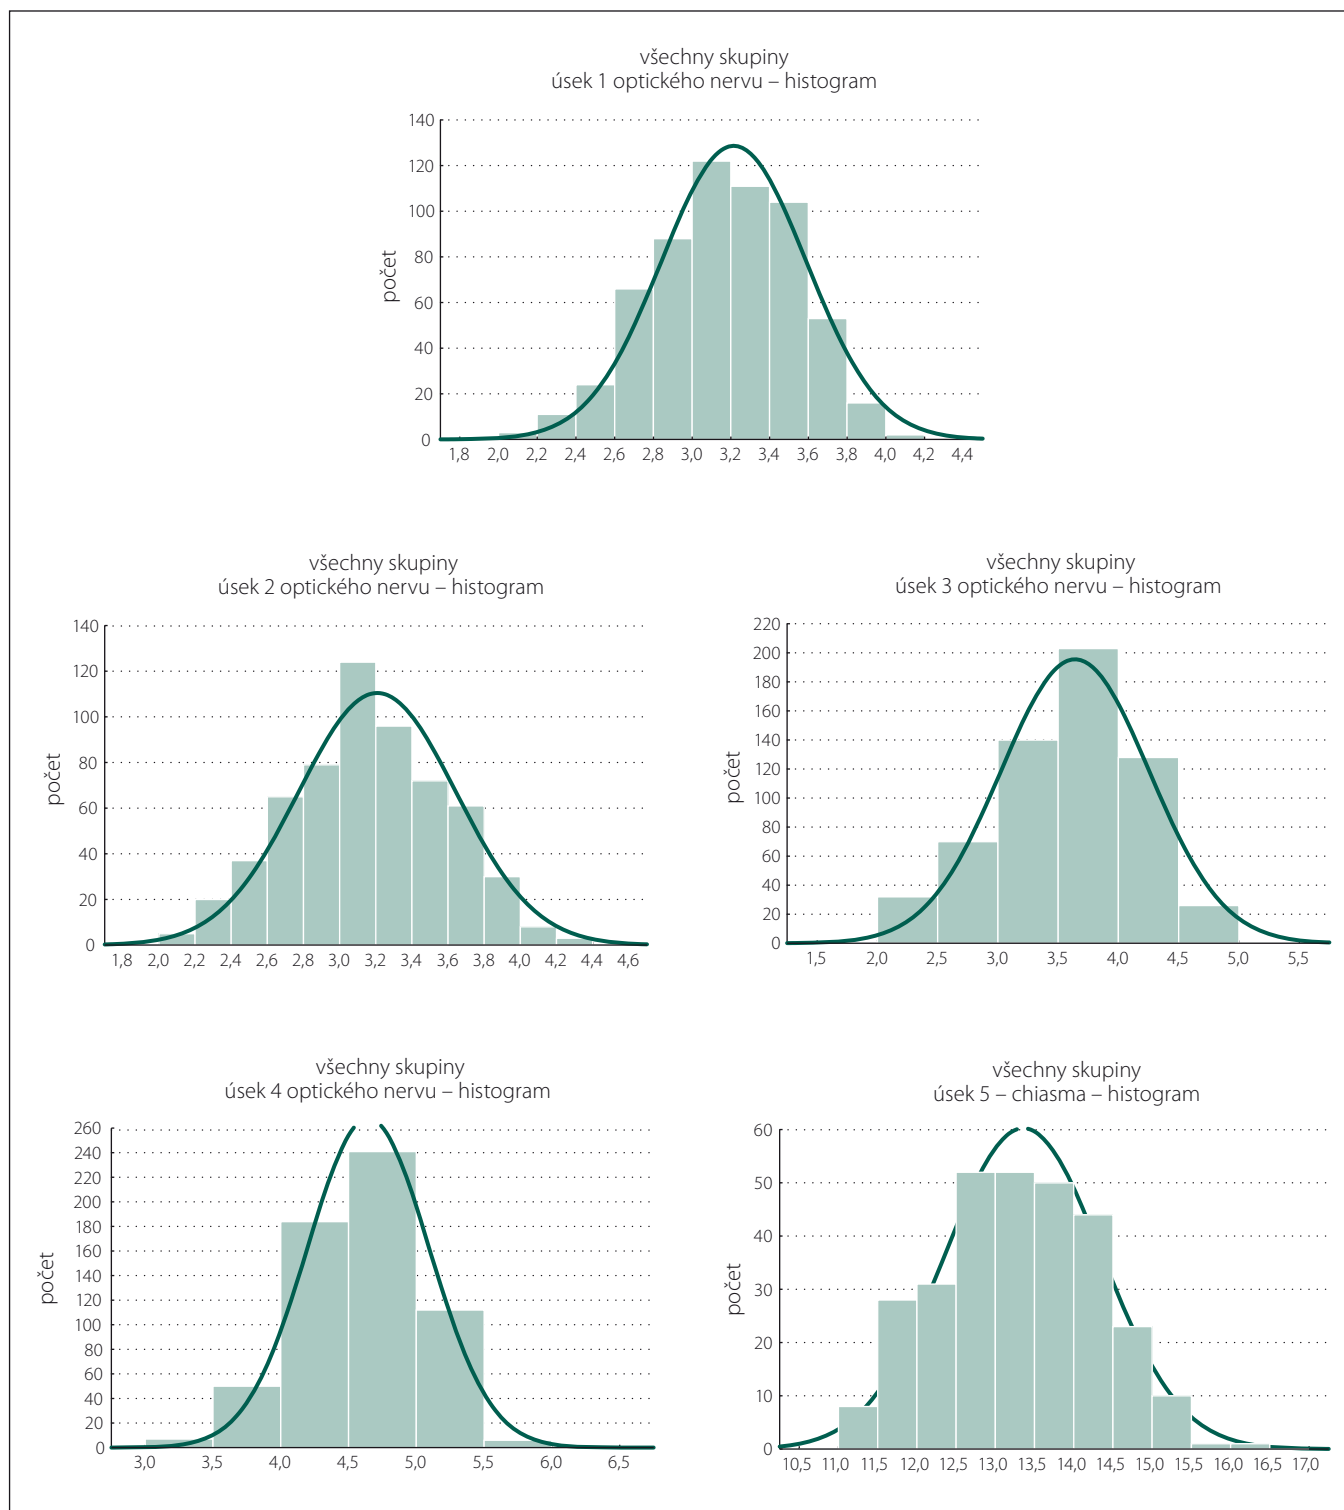 všechny skupiny
úsek 1 optického nervu – histogram
140
120
100
80
60
40
20
0
počet
1,8 2,0 2,2 2,4 2,6 2,8 3,0 3,2 3,4 3,6 3,8 4,0 4,2 4,4
všechny skupiny
úsek 2 optického nervu – histogram
140
120
100
80
60
40
20
0
počet
1,8 2,0 2,2 2,4 2,6 2,8 3,0 3,2 3,4 3,6 3,8 4,0 4,2 4,4 4,6
všechny skupiny
úsek 3 optického nervu – histogram
220
200
180
160
140
120
100
80
60
40
20
0
počet
1,5 2,0 2,5 3,0 3,5 4,0 4,5 5,0 5,5
všechny skupiny
úsek 4 optického nervu – histogram
260
240
220
200
180
160
140
120
100
80
60
40
20
0
počet
3,0 3,5 4,0 4,5 5,0 5,5 6,0 6,5
všechny skupiny
úsek 5 – chiasma – histogram
60
50
40
30
20
10
0
počet
10,5 11,0 11,5 12,0 12,5 13,0 13,5 14,0 14,5 15,0 15,5 16,0 16,5 17,0